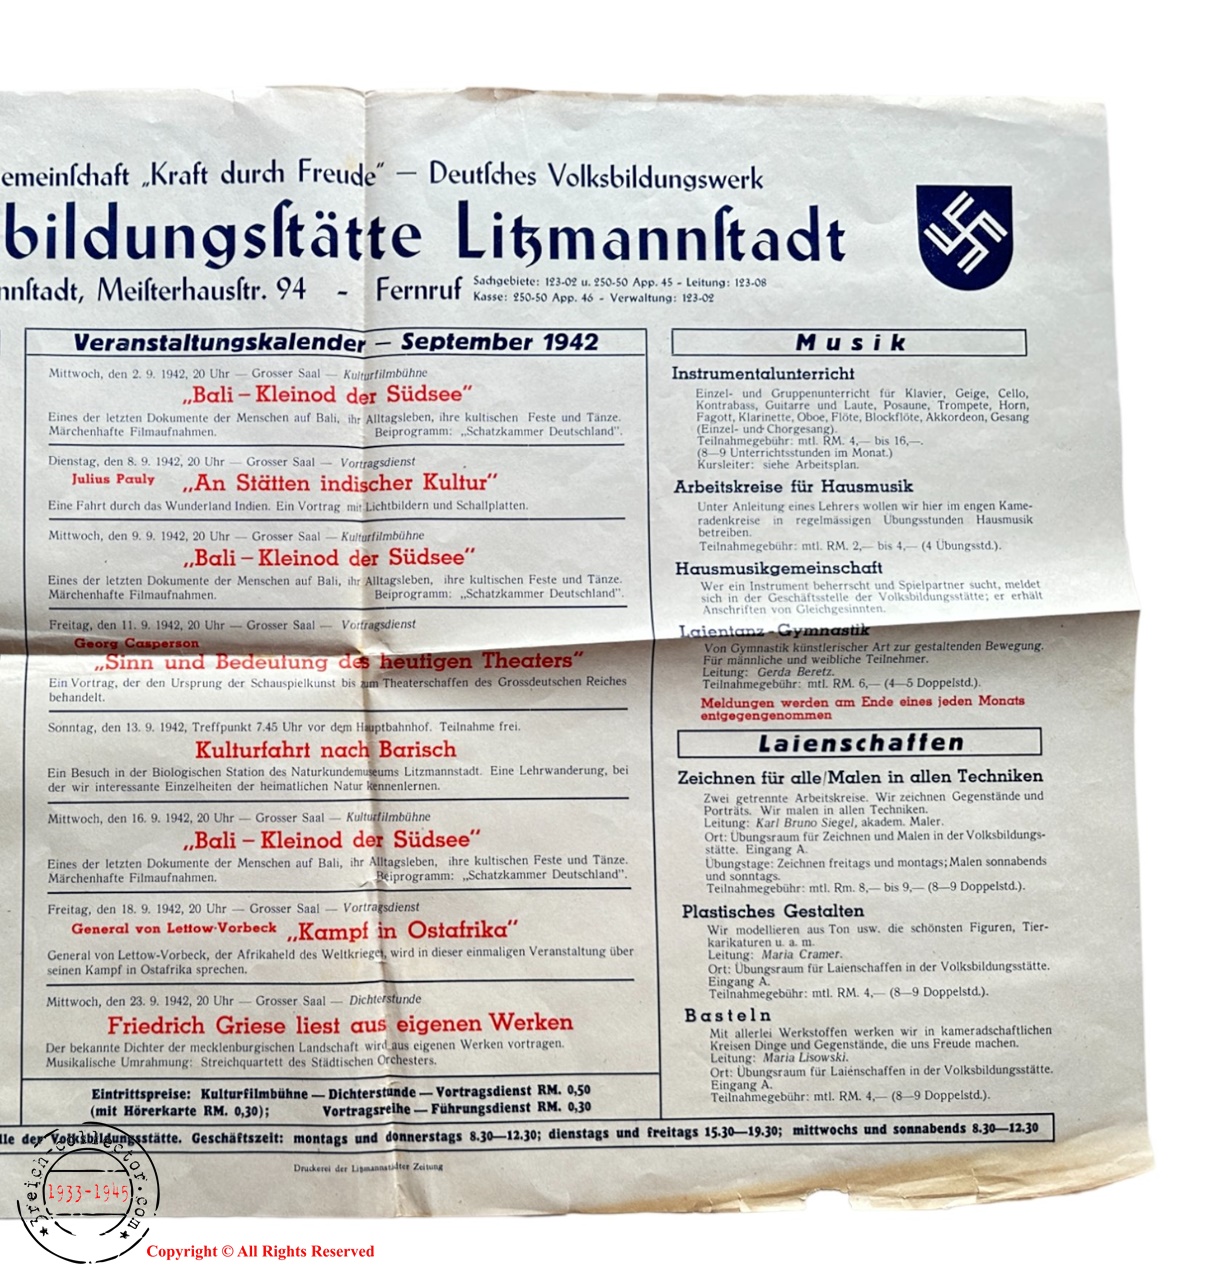 emeinſchaft „Kraft durch Freude“ — Deutſches Volksbildungswerk
bildungsſtätte Litzmannſtadt
nnſtadt, Meiſterhausſtr. 94 - Fernruf
Sachgebiete: 123-02 u. 250-50 App. 45 - Leitung: 123-08
Kasse: 250-50 App. 46 - Verwaltung: 123-02
Veranstaltungskalender — September 1942
Mittwoch, den 2. 9. 1942, 20 Uhr — Grosser Saal — Kulturfilmbühne
„Bali – Kleinod der Südsee“
Eines der letzten Dokumente der Menschen auf Bali, ihr Alltagsleben, ihre kultischen Feste und Tänze.
Märchenhafte Filmaufnahmen. Beiprogramm: „Schatzkammer Deutschland“.
Dienstag, den 8. 9. 1942, 20 Uhr — Grosser Saal — Vortragsdienst
Julius Pauly „An Stätten indischer Kultur“
Eine Fahrt durch das Wunderland Indien. Ein Vortrag mit Lichtbildern und Schallplatten.
Mittwoch, den 9. 9. 1942, 20 Uhr — Grosser Saal — Kulturfilmbühne
„Bali – Kleinod der Südsee“
Eines der letzten Dokumente der Menschen auf Bali, ihr Alltagsleben, ihre kultischen Feste und Tänze.
Märchenhafte Filmaufnahmen. Beiprogramm: „Schatzkammer Deutschland“.
Freitag, den 11. 9. 1942, 20 Uhr — Grosser Saal — Vortragsdienst
Georg Casperson
„Sinn und Bedeutung des heutigen Theaters“
Ein Vortrag, der den Ursprung der Schauspielkunst bis zum Theaterschaffen des Grossdeutschen Reiches
behandelt.
Sonntag, den 13. 9. 1942, Treffpunkt 7.45 Uhr vor dem Hauptbahnhof. Teilnahme frei.
Kulturfahrt nach Barisch
Ein Besuch in der Biologischen Station des Naturkundemuseums Litzmannstadt. Eine Lehrwanderung, bei
der wir interessante Einzelheiten der heimatlichen Natur kennenlernen.
Mittwoch, den 16. 9. 1942, 20 Uhr — Grosser Saal — Kulturfilmbühne
„Bali – Kleinod der Südsee“
Eines der letzten Dokumente der Menschen auf Bali, ihr Alltagsleben, ihre kultischen Feste und Tänze.
Märchenhafte Filmaufnahmen. Beiprogramm: „Schatzkammer Deutschland“.
Freitag, den 18. 9. 1942, 20 Uhr — Grosser Saal — Vortragsdienst
General von Lettow-Vorbeck „Kampf in Ostafrika“
General von Lettow-Vorbeck, der Afrikaheld des Weltkrieges, wird in dieser einmaligen Veranstaltung über
seinen Kampf in Ostafrika sprechen.
Mittwoch, den 23. 9. 1942, 20 Uhr — Grosser Saal — Dichterstunde
Friedrich Griese liest aus eigenen Werken
Der bekannte Dichter der mecklenburgischen Landschaft wird aus eigenen Werken vortragen.
Musikalische Umrahmung: Streichquartett des Städtischen Orchesters.
Eintrittspreise: Kulturfilmbühne — Dichterstunde — Vortragsdienst RM. 0,50
(mit Hörerkarte RM. 0,30); Vortragsreihe — Führungsdienst RM. 0,30
Musik
Instrumentalunterricht
Einzel- und Gruppenunterricht für Klavier, Geige, Cello,
Kontrabass, Guitarre und Laute, Posaune, Trompete, Horn,
Fagott, Klarinette, Oboe, Flöte, Blockflöte, Akkordeon, Gesang
(Einzel- und Chorgesang).
Teilnahmegebühr: mtl. RM. 4,— bis 16,—.
(8—9 Unterrichtsstunden im Monat.)
Kursleiter: siehe Arbeitsplan.
Arbeitskreise für Hausmusik
Unter Anleitung eines Lehrers wollen wir hier im engen Kame-
radenkreise in regelmässigen Übungsstunden Hausmusik
betreiben.
Teilnahmegebühr: mtl. RM. 2,— bis 4,— (4 Übungsstd.).
Hausmusikgemeinschaft
Wer ein Instrument beherrscht und Spielpartner sucht, meldet
sich in der Geschäftsstelle der Volksbildungsstätte; er erhält
Anschriften von Gleichgesinnten.
Laientanz - Gymnastik
Von Gymnastik künstlerischer Art zur gestaltenden Bewegung.
Für männliche und weibliche Teilnehmer.
Leitung: Gerda Beretz.
Teilnahmegebühr: mtl. RM. 6,— (4—5 Doppelstd.).
Meldungen werden am Ende eines jeden Monats
entgegengenommen
Laienschaffen
Zeichnen für alle/Malen in allen Techniken
Zwei getrennte Arbeitskreise. Wir zeichnen Gegenstände und
Porträts. Wir malen in allen Techniken.
Leitung: Karl Bruno Siegel, akadem. Maler.
Ort: Übungsraum für Zeichnen und Malen in der Volksbildungs-
stätte. Eingang A.
Übungstage: Zeichnen freitags und montags; Malen sonnabends
und sonntags.
Teilnahmegebühr: mtl. Rm. 8,— bis 9,— (8—9 Doppelstd.).
Plastisches Gestalten
Wir modellieren aus Ton usw. die schönsten Figuren, Tier-
karikaturen u. a. m.
Leitung: Maria Cramer.
Ort: Übungsraum für Laienschaffen in der Volksbildungsstätte.
Eingang A.
Teilnahmegebühr: mtl. RM. 4,— (8—9 Doppelstd.).
Basteln
Mit allerlei Werkstoffen werken wir in kameradschaftlichen
Kreisen Dinge und Gegenstände, die uns Freude machen.
Leitung: Maria Lisowski.
Ort: Übungsraum für Laienschaffen in der Volksbildungsstätte.
Eingang A.
Teilnahmegebühr: mtl. RM. 4,— (8—9 Doppelstd.).
lle der Volksbildungsstätte. Geschäftszeit: montags und donnerstags 8.30—12.30; dienstags und freitags 15.30—19.30; mittwochs und sonnabends 8.30—12.30
Druckerei der Litzmannstädter Zeitung
3reich-collector.com
1933-1945
Copyright © All Rights Reserved